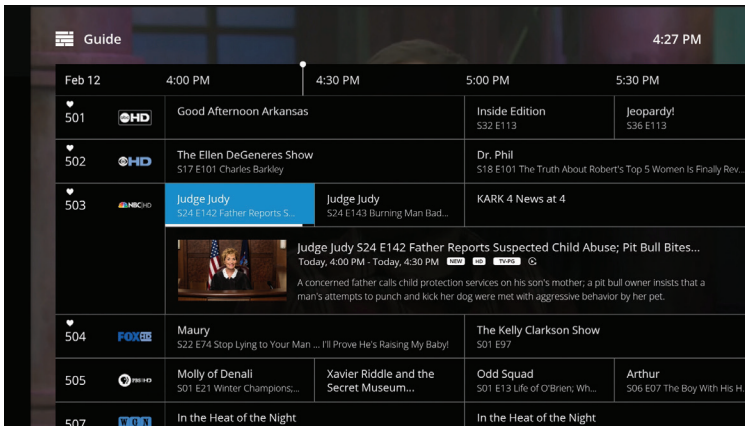 Guide
4:27 PM
Feb 12 4:00 PM 4:30 PM 5:00 PM 5:30 PM
501 abc HD Good Afternoon Arkansas Inside Edition Jeopardy!
S32 E113 S36 E113
502 HD The Ellen DeGeneres Show Dr. Phil
S17 E101 Charles Barkley S18 E101 The Truth About Robert's Top 5 Women Is Finally Rev...
503 NBC HD Judge Judy Judge Judy KARK 4 News at 4
S24 E142 Father Reports S... S24 E143 Burning Man Bad...
Judge Judy S24 E142 Father Reports Suspected Child Abuse; Pit Bull Bites...
Today, 4:00 PM - Today, 4:30 PM NEW HD TV-PG C
A concerned father calls child protection services on his son's mother; a pit bull owner insists that a
man's attempts to punch and kick her dog were met with aggressive behavior by her pet.
504 FOX HD Maury The Kelly Clarkson Show
S22 E74 Stop Lying to Your Man ... I'll Prove He's Raising My Baby! S01 E97
505 PBS HD Molly of Denali Xavier Riddle and the Odd Squad Arthur
S01 E21 Winter Champions;... Secret Museum... S01 E13 Life of O'Brien; Wh... S06 E07 The Boy With His H.
507 WGN In the Heat of the Night In the Heat of the Night